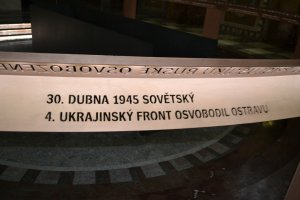 30. DUBNA 1945 SOVĚTSKÝ
4. UKRAJINSKÝ FRONT OSVOBODIL OSTRAVU